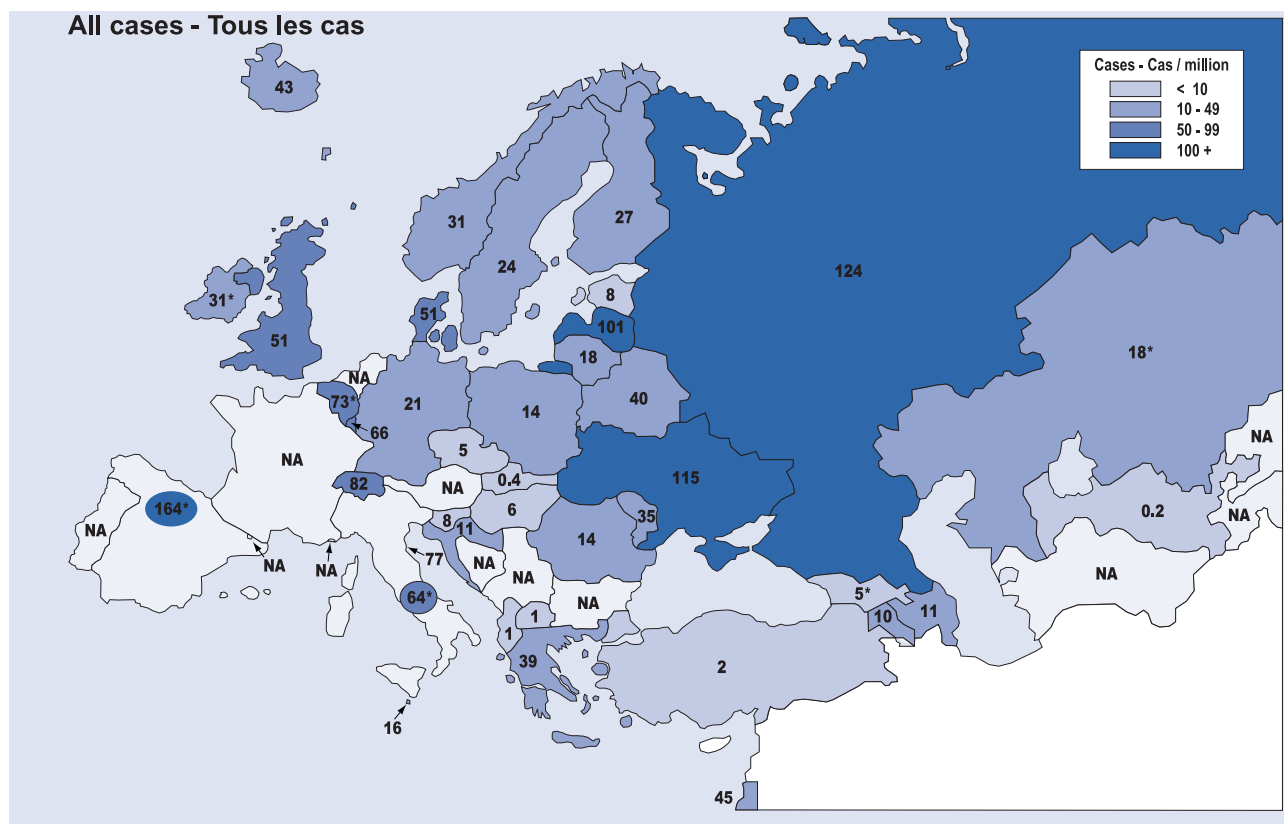 All cases - Tous les cas
Cases - Cas / million
< 10
10 - 49
50 - 99
100 +
43
31
27
24
124
31*
51
51
8
101
18
18*
NA
73*
21
14
40
66
NA
NA
5
82
0.4
115
NA
164*
6
0.2
NA
8
11
35
NA
14
77
NA
NA
NA
NA
NA
NA
64*
1
1
5*
10
11
39
2
16
45